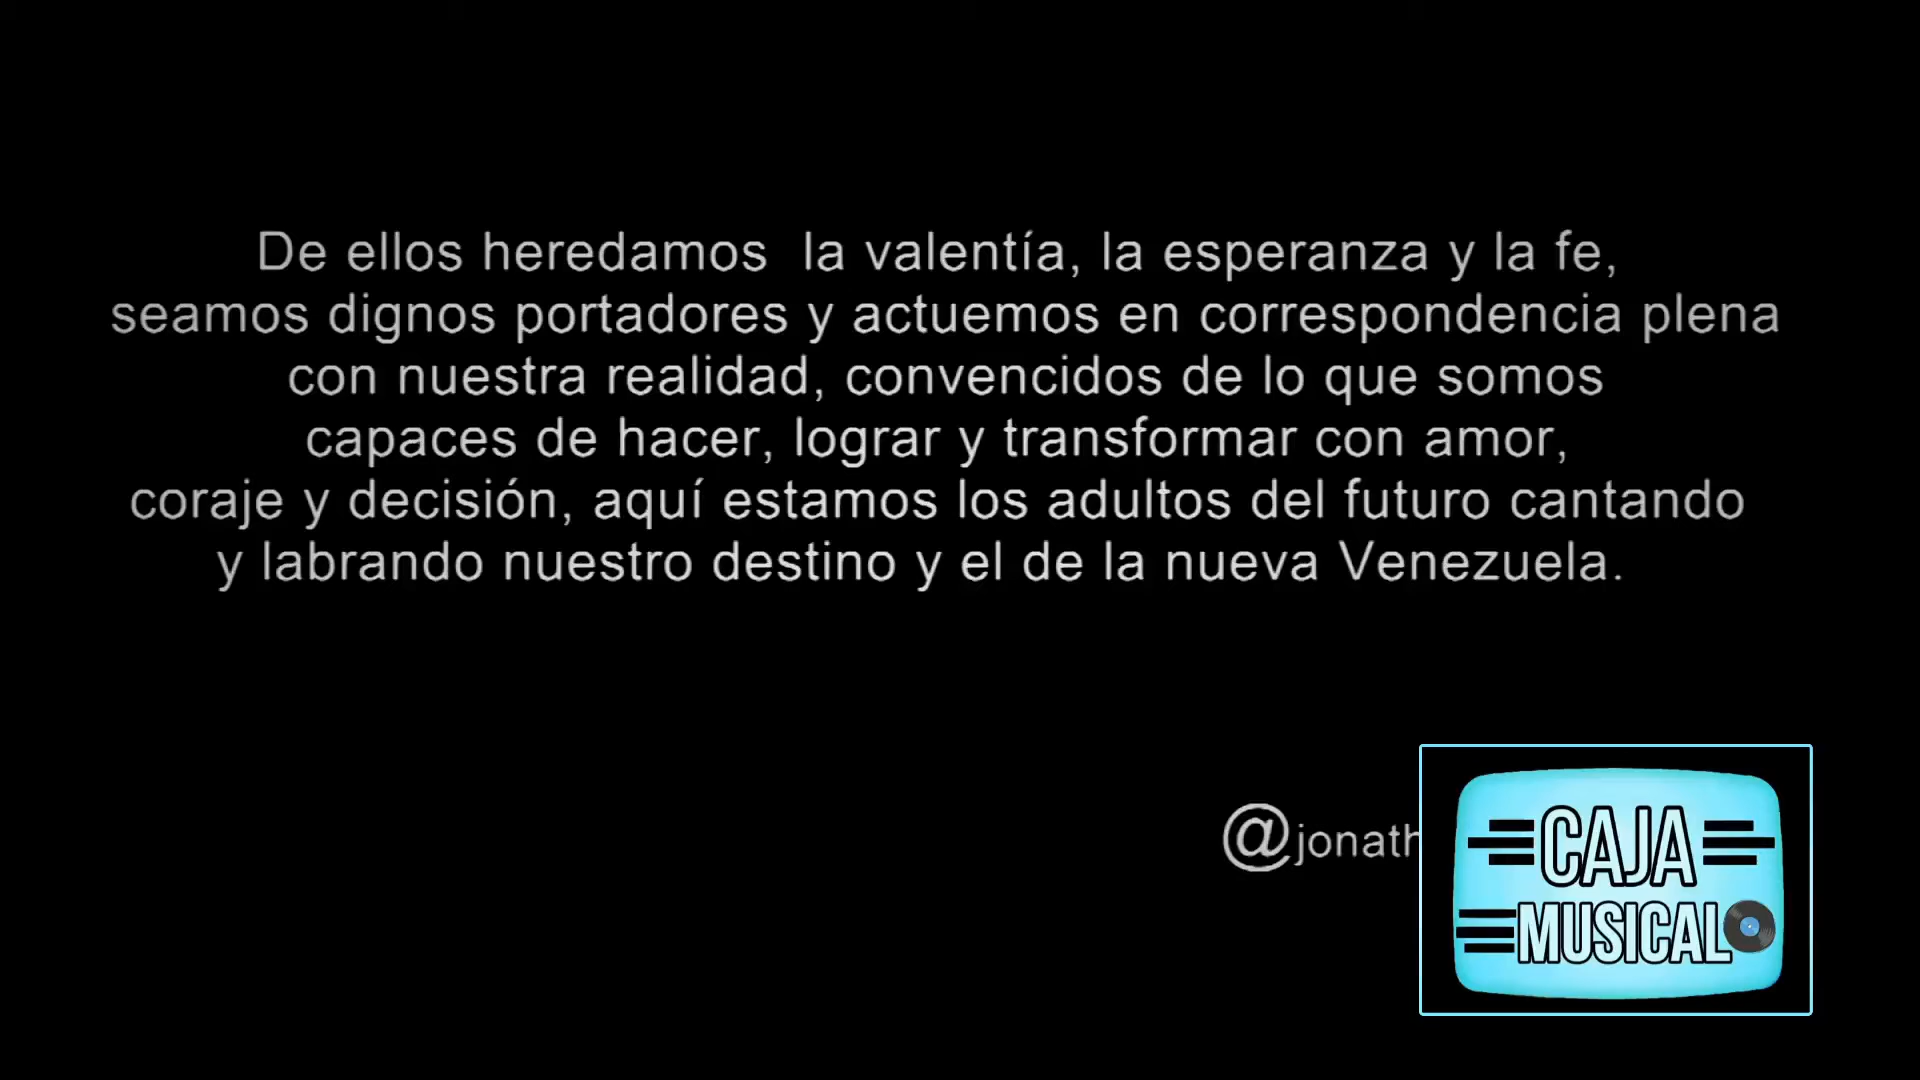 De ellos heredamos  la valentía, la esperanza y la fe,
seamos dignos portadores y actuemos en correspondencia plena
con nuestra realidad, convencidos de lo que somos
capaces de hacer, lograr y transformar con amor,
coraje y decisión, aquí estamos los adultos del futuro cantando
y labrando nuestro destino y el de la nueva Venezuela.
@jonath
CAJA
MUSICAL